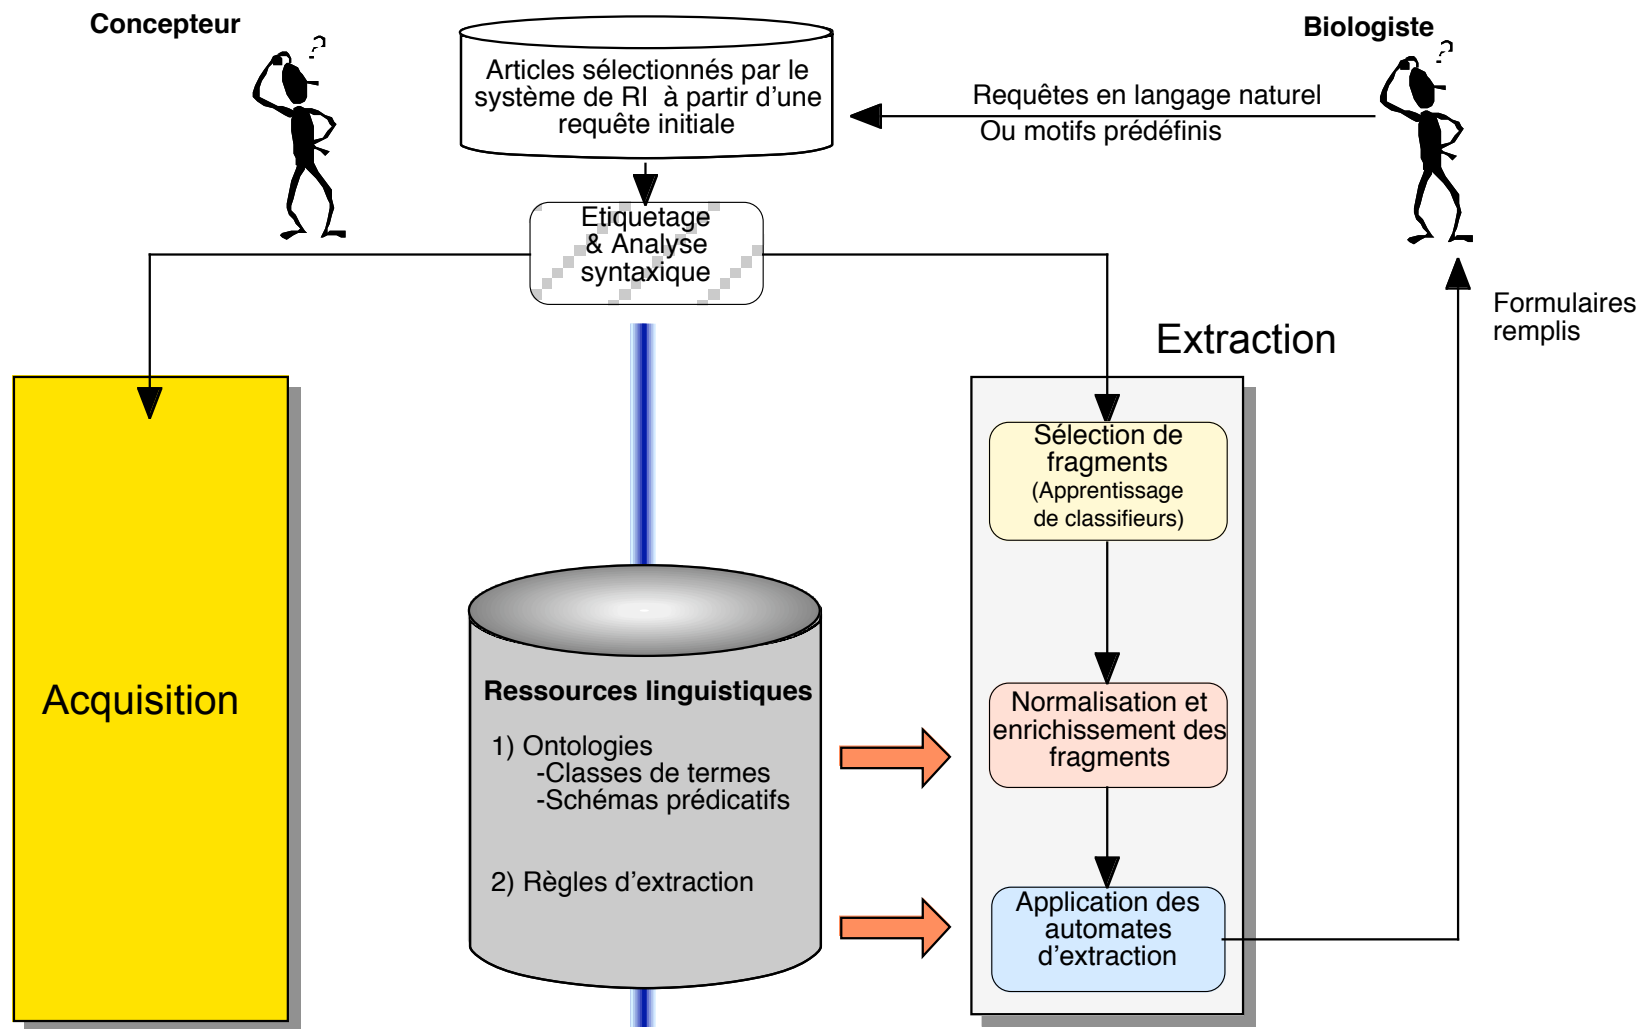 Concepteur
Articles sélectionnés par le
système de RI à partir d'une
requête initiale
Biologiste
?
?
Requêtes en langage naturel
Ou motifs prédéfinis
Etiquetage
& Analyse
syntaxique
Formulaires
remplis
Extraction
Sélection de
fragments
(Apprentissage
de classifieurs)
Acquisition
Ressources linguistiques
1) Ontologies
-Classes de termes
-Schémas prédicatifs
2) Règles d'extraction
Normalisation et
enrichissement des
fragments
Application des
automates
d'extraction